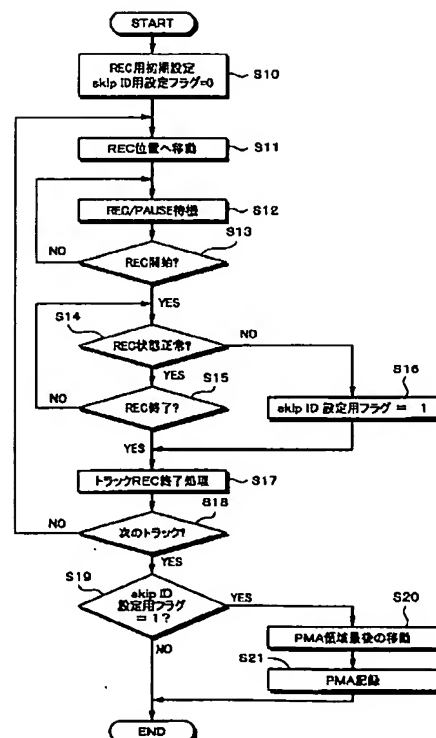 START
REC用初期設定
skip ID用設定フラグ=0
S10
REC位置へ移動
S11
REC/PAUSE待機
S12
S13
NO
REC開始?
YES
S14
REC状態正常?
NO
YES
S15
S16
NO
REC終了?
skip ID 設定用フラグ = 1
YES
トラックREC終了処理
S17
S18
NO
次のトラック?
YES
S19
skip ID
設定用フラグ
= 1?
YES
S20
PMA領域最後の移動
NO
S21
PMA記録
END